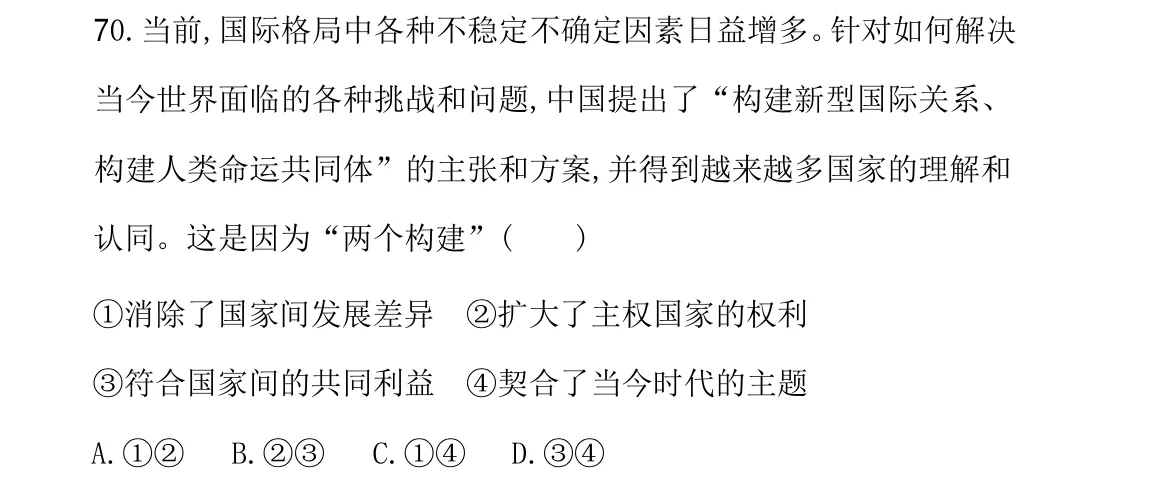 70.当前,国际格局中各种不稳定不确定因素日益增多。针对如何解决
当今世界面临的各种挑战和问题,中国提出了“构建新型国际关系、
构建人类命运共同体”的主张和方案,并得到越来越多国家的理解和
认同。这是因为“两个构建”(　　)
①消除了国家间发展差异　②扩大了主权国家的权利
③符合国家间的共同利益　④契合了当今时代的主题
A.①②　B.②③　C.①④　D.③④